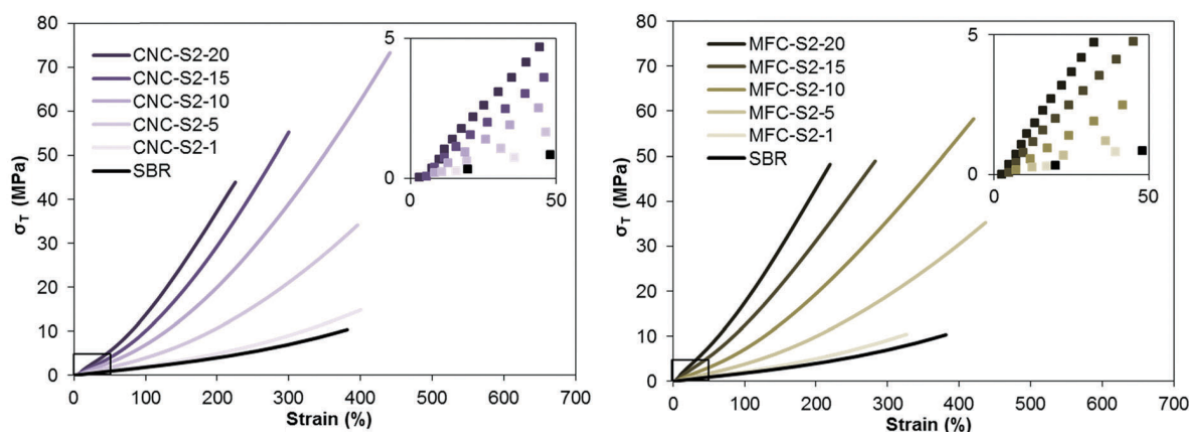 80
70
60
50
40
30
20
10
0
σT (MPa)
CNC-S2-20
CNC-S2-15
CNC-S2-10
CNC-S2-5
CNC-S2-1
SBR
5
0
0 50
0 100 200 300 400 500 600 700
Strain (%)
80
70
60
50
40
30
20
10
0
σT (MPa)
MFC-S2-20
MFC-S2-15
MFC-S2-10
MFC-S2-5
MFC-S2-1
SBR
5
0
0 50
0 100 200 300 400 500 600 700
Strain (%)